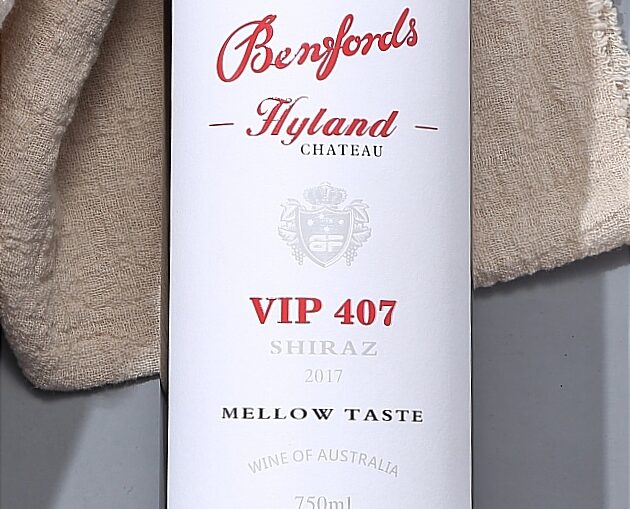 Benfords
Hyland
CHATEAU
VIP 407
SHIRAZ
2017
MELLOW TASTE
WINE OF AUSTRALIA
750ml